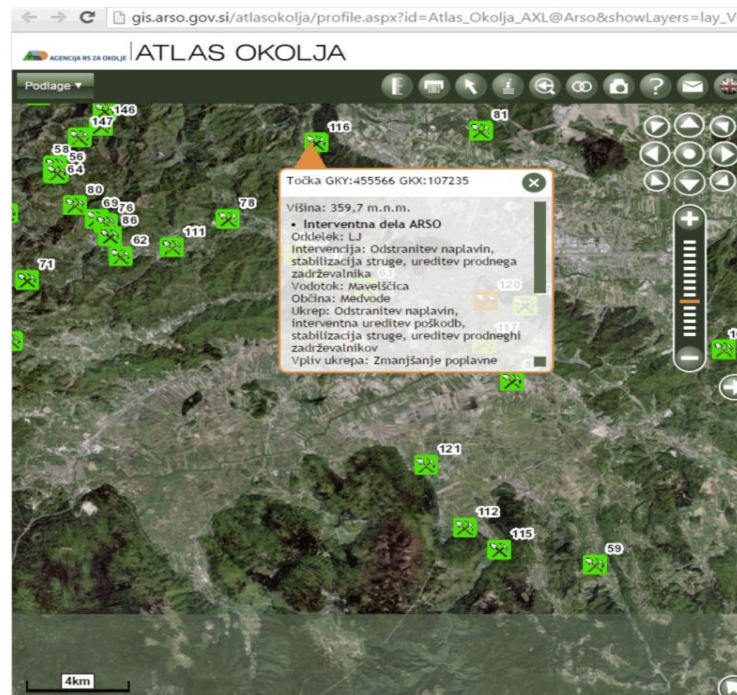 gis.arso.gov.si/atlasokolja/profile.aspx?id=Atlas_Okolja_AXL@Arso&showLayers=lay_V
AGENCIJA RS ZA OKOLJE ATLAS OKOLJA
Podlage ▼
146
147
116
81
58
56
64
80
69
76
86
78
62
111
71
Točka GKY:455566 GKX:107235
Višina: 359,7 m.n.m.
• Interventna dela ARSO
Oddelek: LJ
Intervencija: Odstranitev naplavin,
stabilizacija struge, ureditev prodnega
zadrževalnika
Vodotok: Mavelščica
Občina: Medvode
Ukrep: Odstranitev naplavin,
interventna ureditev poškodb,
stabilizacija struge, ureditev prodneghi
zadrževalnikov
Vpliv ukrepa: Zmanjšanje poplavne
63
120
117
121
112
115
59
4km